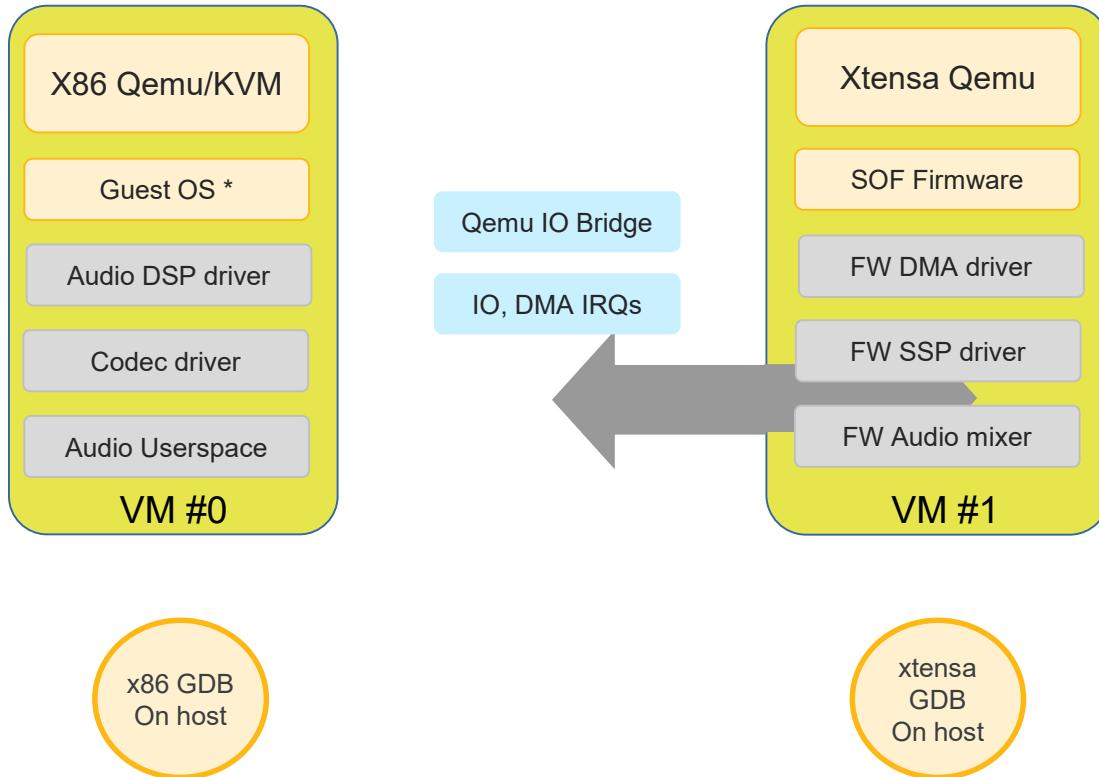 X86 Qemu/KVM
Guest OS *
Audio DSP driver
Codec driver
Audio Userspace
VM #0
Qemu IO Bridge
IO, DMA IRQs
Xtensa Qemu
SOF Firmware
FW DMA driver
FW SSP driver
FW Audio mixer
VM #1
x86 GDB
On host
xtensa
GDB
On host